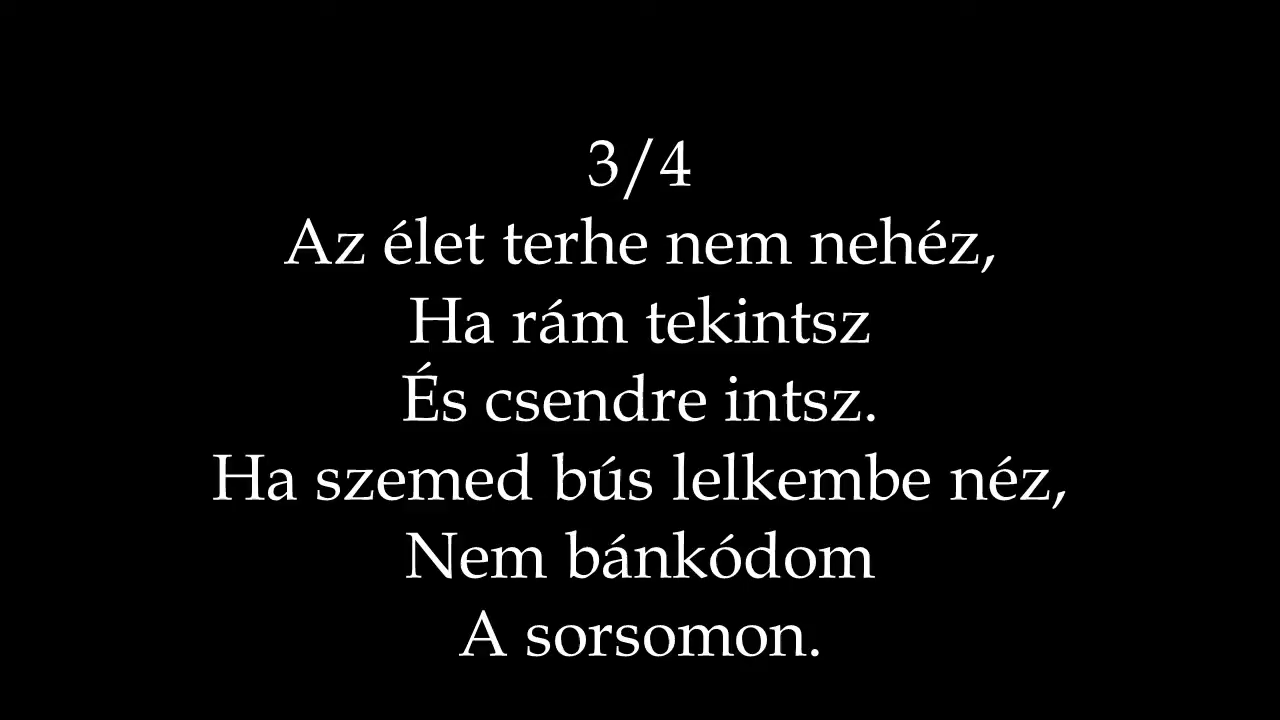 3/4
Az élet terhe nem nehéz,
Ha rám tekintsz
És csendre intsz.
Ha szemed bús lelkembe néz,
Nem bánkódom
A sorsomon.